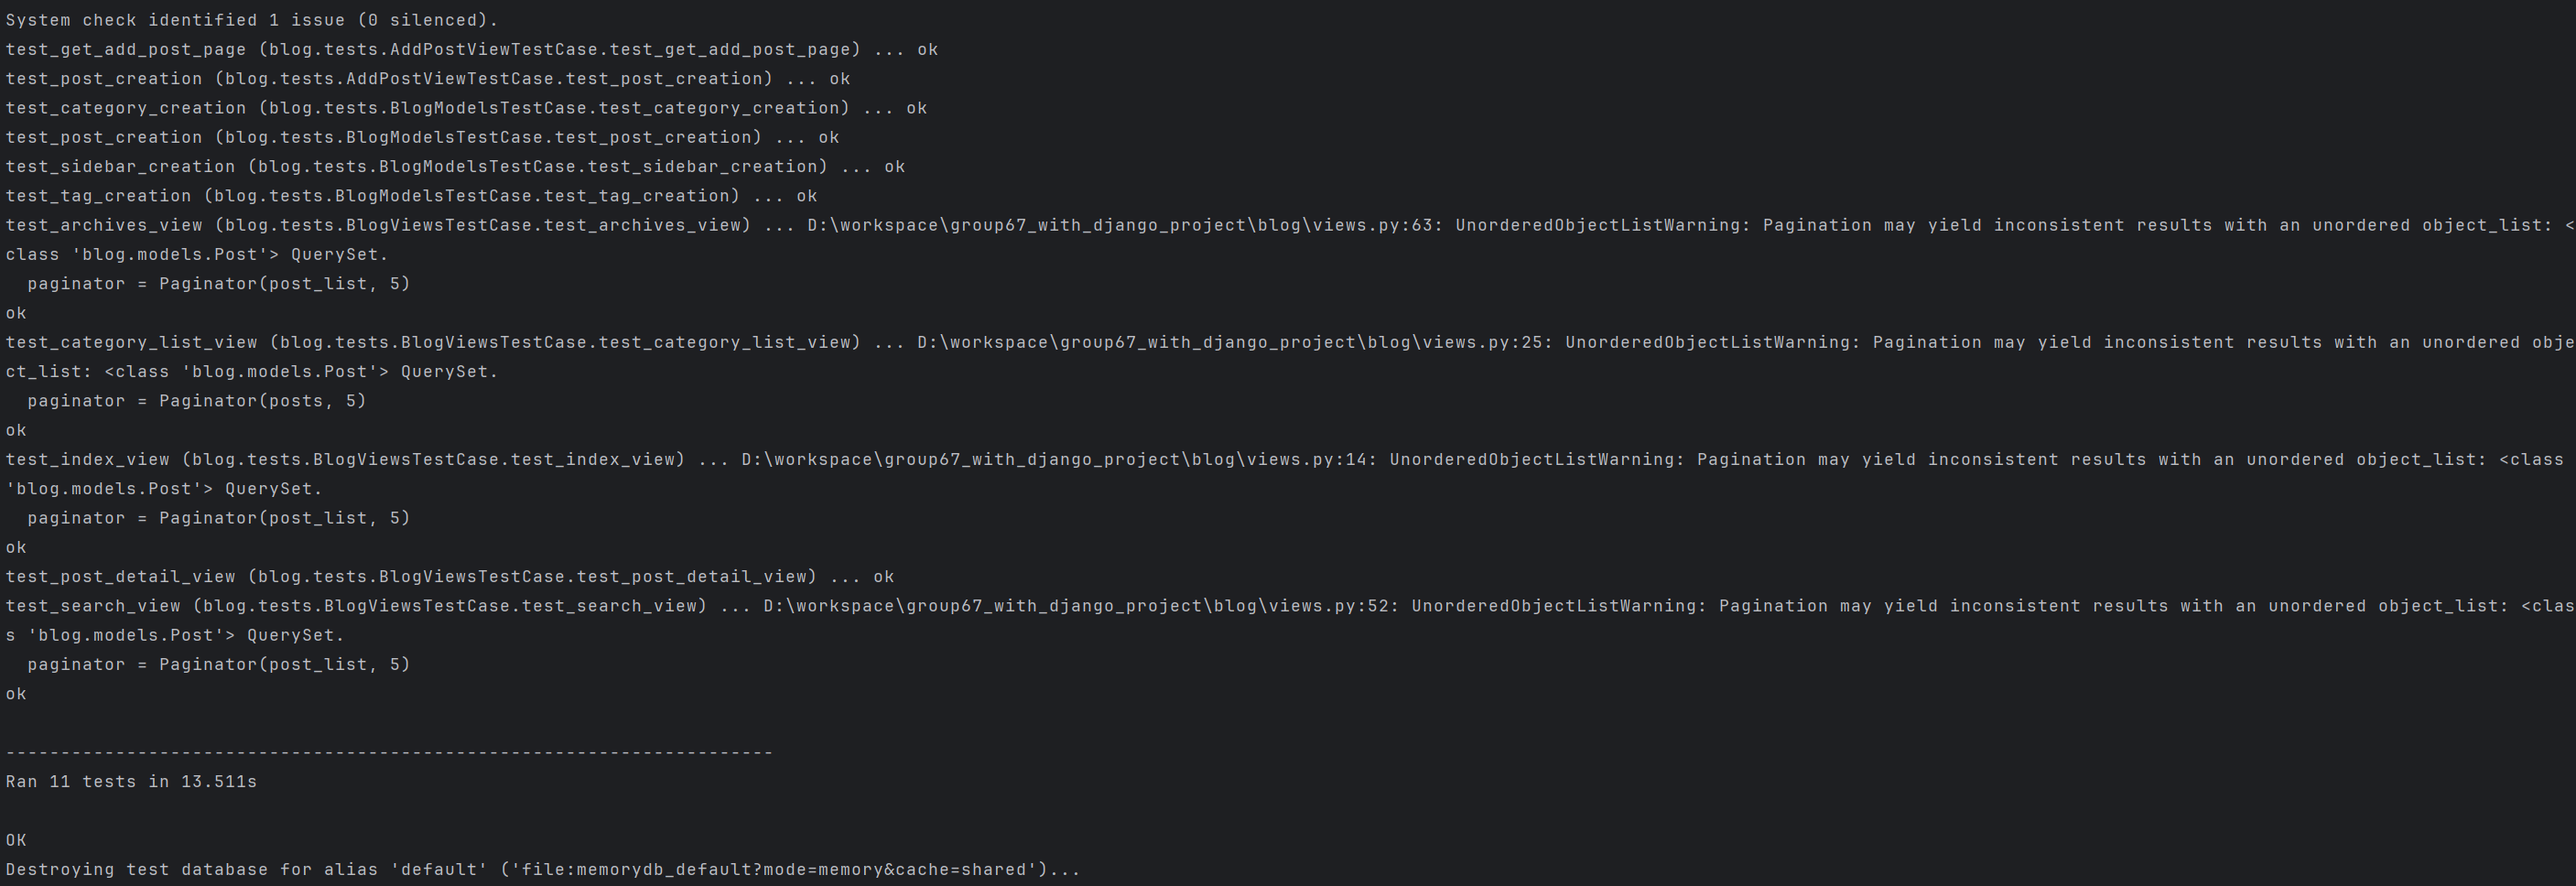 System check identified 1 issue (0 silenced).
test_get_add_post_page (blog.tests.AddPostViewTestCase.test_get_add_post_page) ... ok
test_post_creation (blog.tests.AddPostViewTestCase.test_post_creation) ... ok
test_category_creation (blog.tests.BlogModelsTestCase.test_category_creation) ... ok
test_post_creation (blog.tests.BlogModelsTestCase.test_post_creation) ... ok
test_sidebar_creation (blog.tests.BlogModelsTestCase.test_sidebar_creation) ... ok
test_tag_creation (blog.tests.BlogModelsTestCase.test_tag_creation) ... ok
test_archives_view (blog.tests.BlogViewsTestCase.test_archives_view) ... D:\workspace\group67_with_django_project\blog\views.py:63: UnorderedObjectListWarning: Pagination may yield inconsistent results with an unordered object_list: <
class 'blog.models.Post'> QuerySet.
  paginator = Paginator(post_list, 5)
ok
test_category_list_view (blog.tests.BlogViewsTestCase.test_category_list_view) ... D:\workspace\group67_with_django_project\blog\views.py:25: UnorderedObjectListWarning: Pagination may yield inconsistent results with an unordered obje
ct_list: <class 'blog.models.Post'> QuerySet.
  paginator = Paginator(posts, 5)
ok
test_index_view (blog.tests.BlogViewsTestCase.test_index_view) ... D:\workspace\group67_with_django_project\blog\views.py:14: UnorderedObjectListWarning: Pagination may yield inconsistent results with an unordered object_list: <class
'blog.models.Post'> QuerySet.
  paginator = Paginator(post_list, 5)
ok
test_post_detail_view (blog.tests.BlogViewsTestCase.test_post_detail_view) ... ok
test_search_view (blog.tests.BlogViewsTestCase.test_search_view) ... D:\workspace\group67_with_django_project\blog\views.py:52: UnorderedObjectListWarning: Pagination may yield inconsistent results with an unordered object_list: <clas
s 'blog.models.Post'> QuerySet.
  paginator = Paginator(post_list, 5)
ok
----------------------------------------------------------------------
Ran 11 tests in 13.511s
OK
Destroying test database for alias 'default' ('file:memorydb_default?mode=memory&cache=shared')...